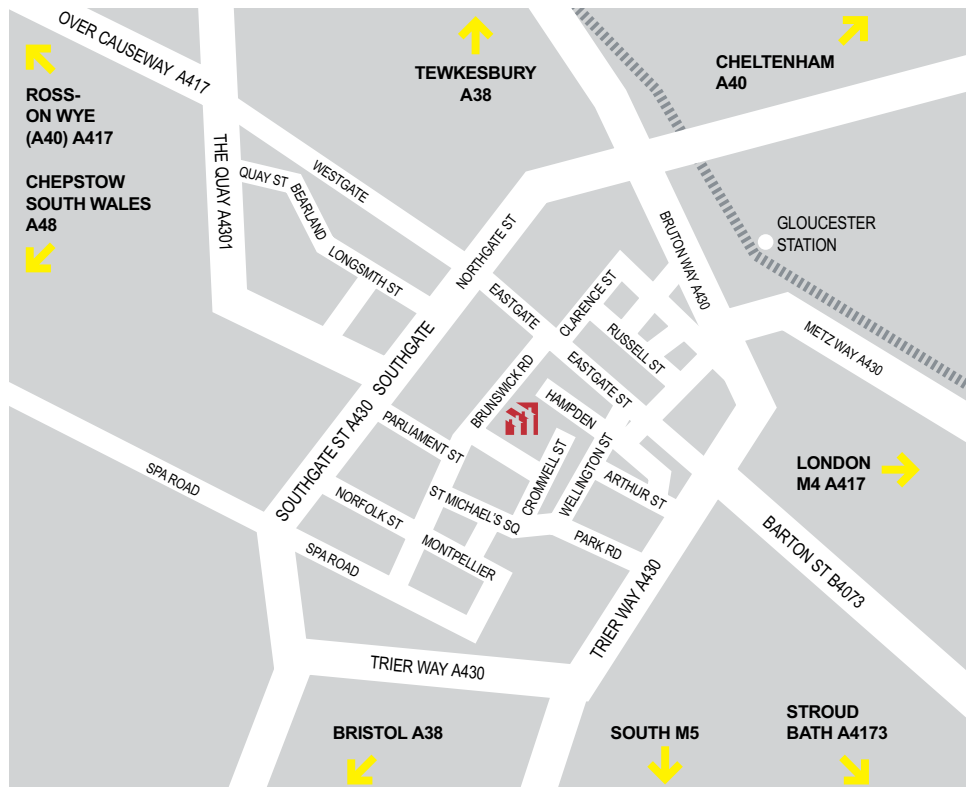 OVER CAUSEWAY A417
TEWKESBURY
A38
CHELTENHAM
A40
ROSS-
ON WYE
(A40) A417
CHEPSTOW
SOUTH WALES
A48
THE QUAY A4301
QUAY ST
BEARLAND
LONGSMTH ST
WESTGATE
NORTHGATE ST
BRUTON WAY A430
GLOUCESTER
STATION
METZ WAY A430
EASTGATE
CLARENCE ST
RUSSELL ST
EASTGATE ST
SOUTHGATE
SOUTHGATE ST A430
BRUNSWICK RD
HAMPDEN
PARLIAMENT ST
CROMWELL ST
WELLINGTON ST
ARTHUR ST
LONDON
M4 A417
SPA ROAD
NORFOLK ST
ST MICHAEL'S SQ
MONTPELLIER
PARK RD
SPA ROAD
BARTON ST B4073
TRIER WAY A430
TRIER WAY A430
BRISTOL A38
SOUTH M5
STROUD
BATH A4173